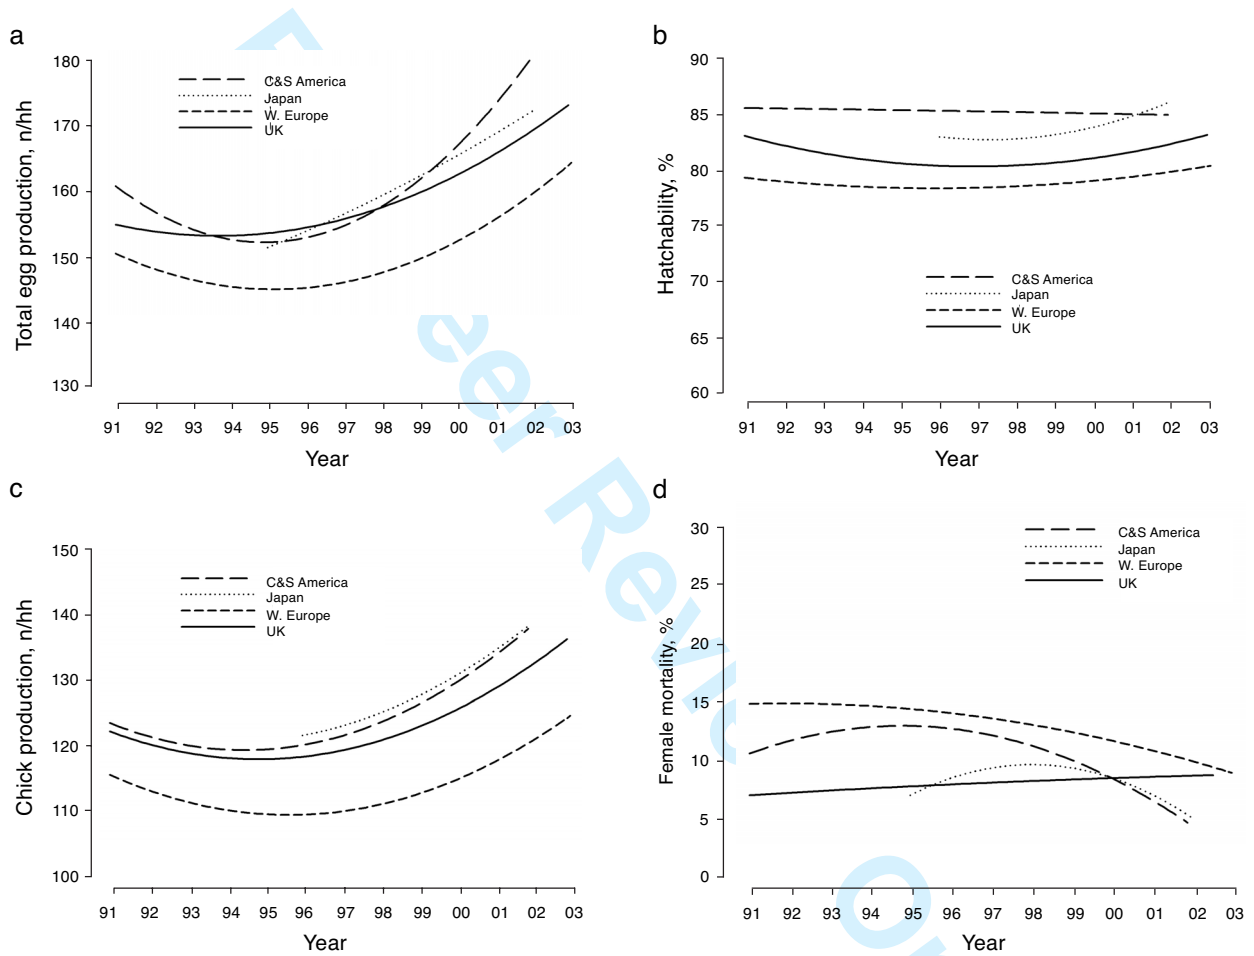 a
Total egg production, n/hh
180
170
160
150
140
130
C&S America
Japan
W. Europe
UK
91 92 93 94 95 96 97 98 99 00 01 02 03
Year
b
Hatchability, %
90
85
80
75
70
65
60
C&S America
Japan
W. Europe
UK
91 92 93 94 95 96 97 98 99 00 01 02 03
Year
c
Chick production, n/hh
150
140
130
120
110
100
C&S America
Japan
W. Europe
UK
91 92 93 94 95 96 97 98 99 00 01 02 03
Year
d
Female mortality, %
30
25
20
15
10
5
0
C&S America
Japan
W. Europe
UK
91 92 93 94 95 96 97 98 99 00 01 02 03
Year